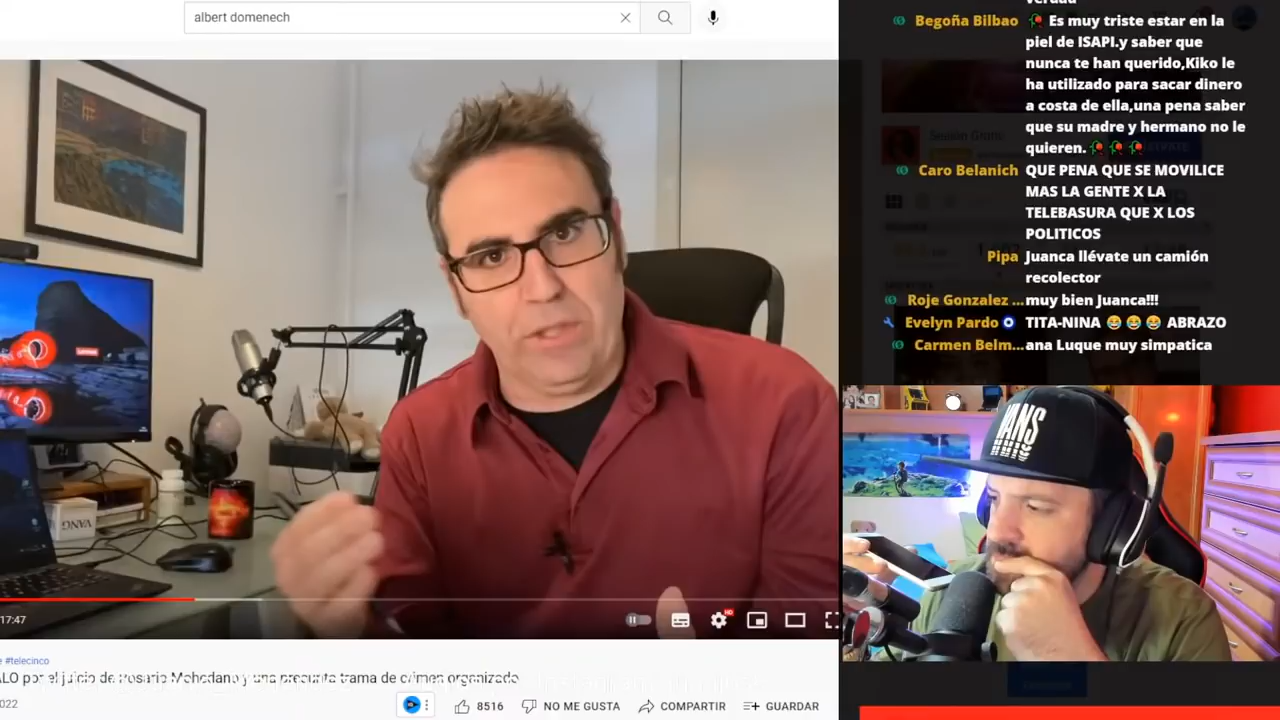 albert domenech
verdad
Begoña Bilbao Es muy triste estar en la
piel de ISAPI.y saber que
nunca te han querido,Kiko le
ha utilizado para sacar dinero
a costa de ella,una pena saber
que su madre y hermano no le
quieren.
Caro Belanich QUE PENA QUE SE MOVILICE
MAS LA GENTE X LA
TELEBASURA QUE X LOS
POLITICOS
Pipa Juanca llévate un camión
recolector
Roje Gonzalez ... muy bien Juanca!!!
Evelyn Pardo TITA-NINA 😂😂😂 ABRAZO
Carmen Belm... ana Luque muy simpatica
VANS
VANG
17:47
HD
e #telecinco
ALO por el juicio de Rosario Mohedano y una presunta trama de crimen organizado
022
8516
NO ME GUSTA
COMPARTIR
GUARDAR